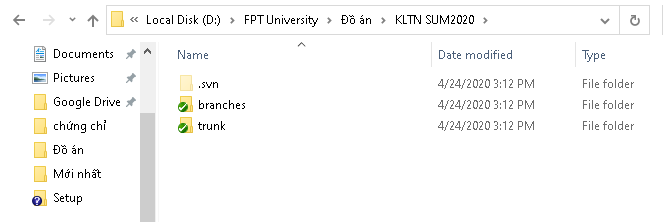 « Local Disk (D:) > FPT University > Đồ án > KLTN SUM2020 >
Name Date modified Type
Documents
Pictures
Google Drive
chứng chỉ
Đồ án
Mới nhất
Setup
.svn 4/24/2020 3:12 PM File folder
branches 4/24/2020 3:12 PM File folder
trunk 4/24/2020 3:12 PM File folder